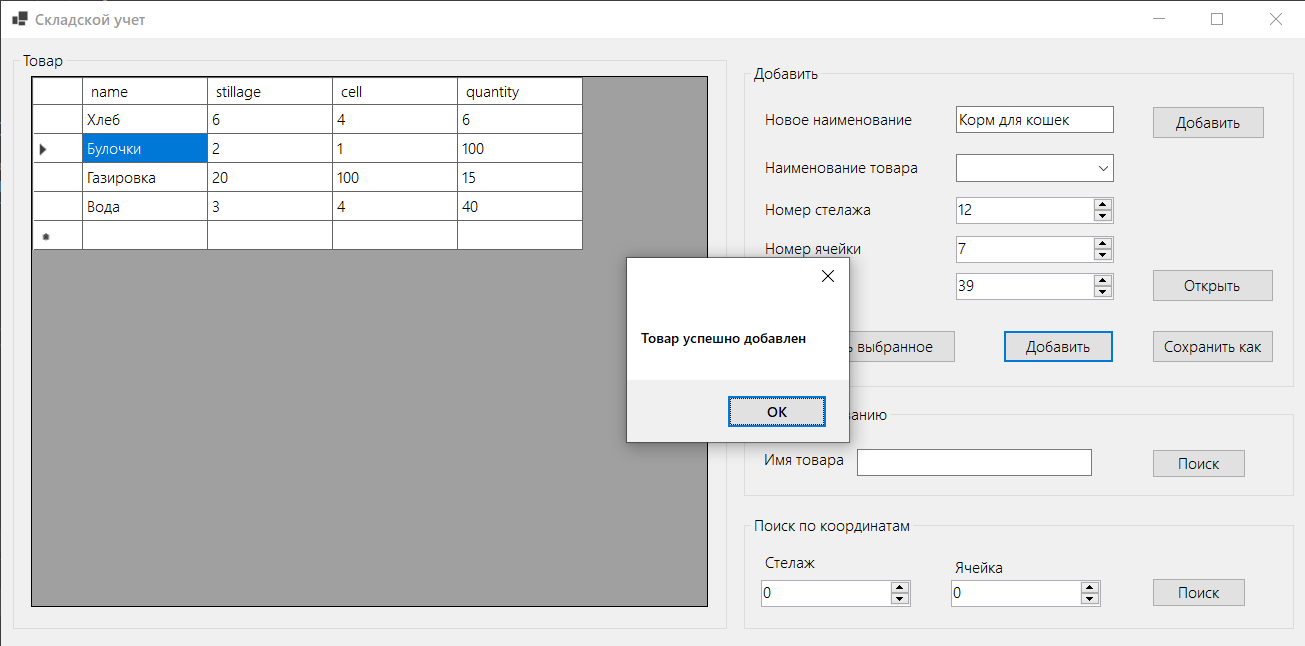 Складской учет
Товар
name stillage cell quantity
Хлеб 6 4 6
Булочки 2 1 100
Газировка 20 100 15
Вода 3 4 40
Добавить
Новое наименование Корм для кошек Добавить
Наименование товара
Номер стелажа 12
Номер ячейки 7
39 Открыть
выбранное Добавить Сохранить как
Товар успешно добавлен
OK
Имя товара Поиск
Поиск по координатам
Стелаж Ячейка
0 0 Поиск